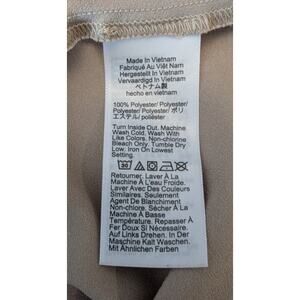 Made In Vietnam
Fabriqué Au Viêt Nam
Hergestellt In Vietnam
Vervaardigd In Vietnam
ベトナム製
hecho en vietnam
100% Polyester/ Polyester/
Polyester/ Polyester/ ポリ
エステル/ poliéster
Turn Inside Out. Machine
Wash Cold. Wash With
Like Colors. Non-chlorine
Bleach Only. Tumble Dry
Low. Iron On Lowest
Setting.
30
Retourner. Laver À La
Machine À L'eau Froide.
Laver Avec Des Couleurs
Similaires. Seulement
Agent De Blanchiment
Non-chlore. Sécher À La
Machine À Basse
Température. Repasser À
Fer Doux Si Nécessaire.
Auf Links Drehen. In Der
Maschine Kalt Waschen.
Mit Ähnlichen Farben